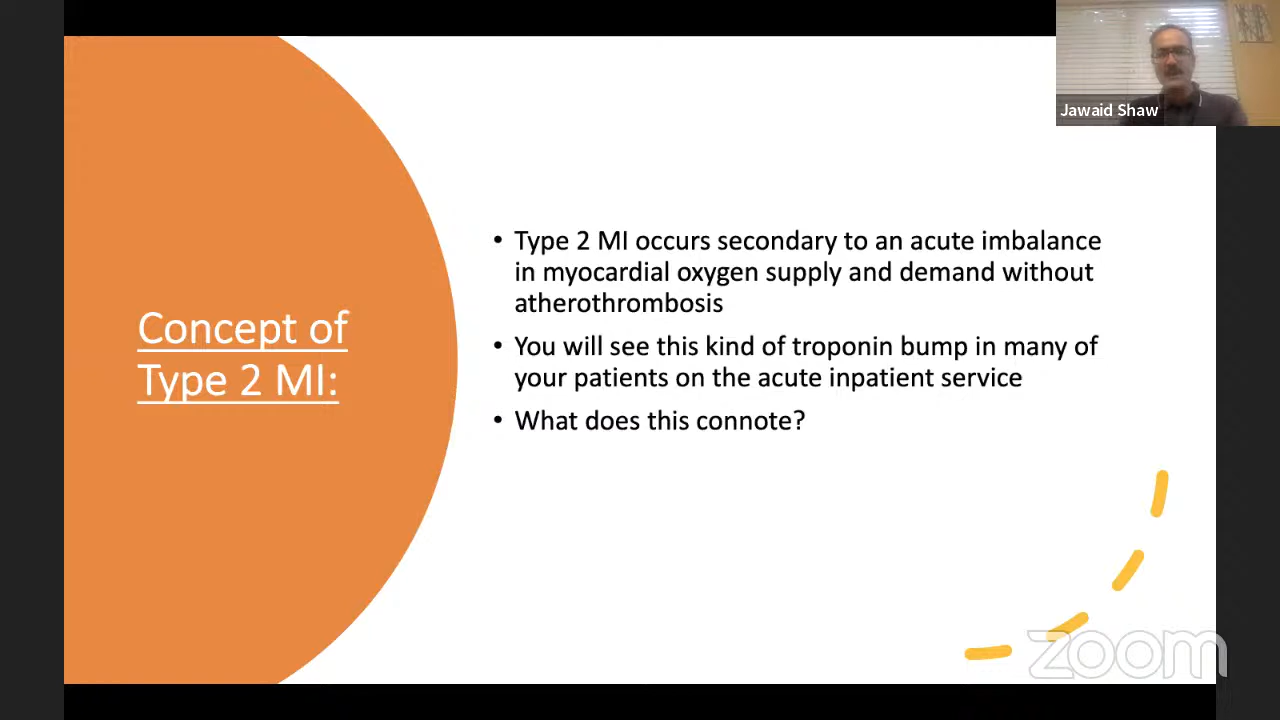 Jawaid Shaw
Concept of
Type 2 MI:
• Type 2 MI occurs secondary to an acute imbalance
in myocardial oxygen supply and demand without
atherothrombosis
• You will see this kind of troponin bump in many of
your patients on the acute inpatient service
• What does this connote?
zoom